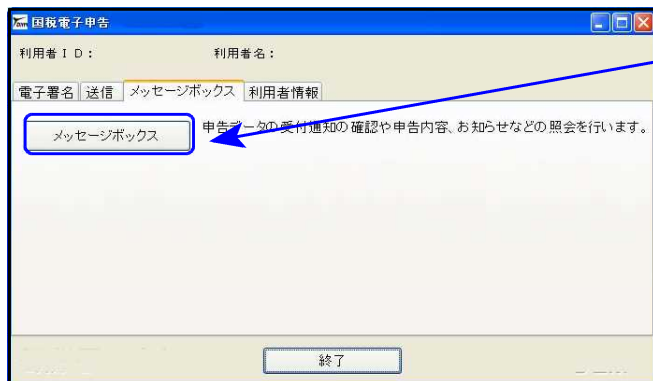 国税電子申告
利用者ID： 利用者名：
電子署名 送信 メッセージボックス 利用者情報
メッセージボックス 申告データの受付通知の確認や申告内容、お知らせなどの照会を行います。
終了